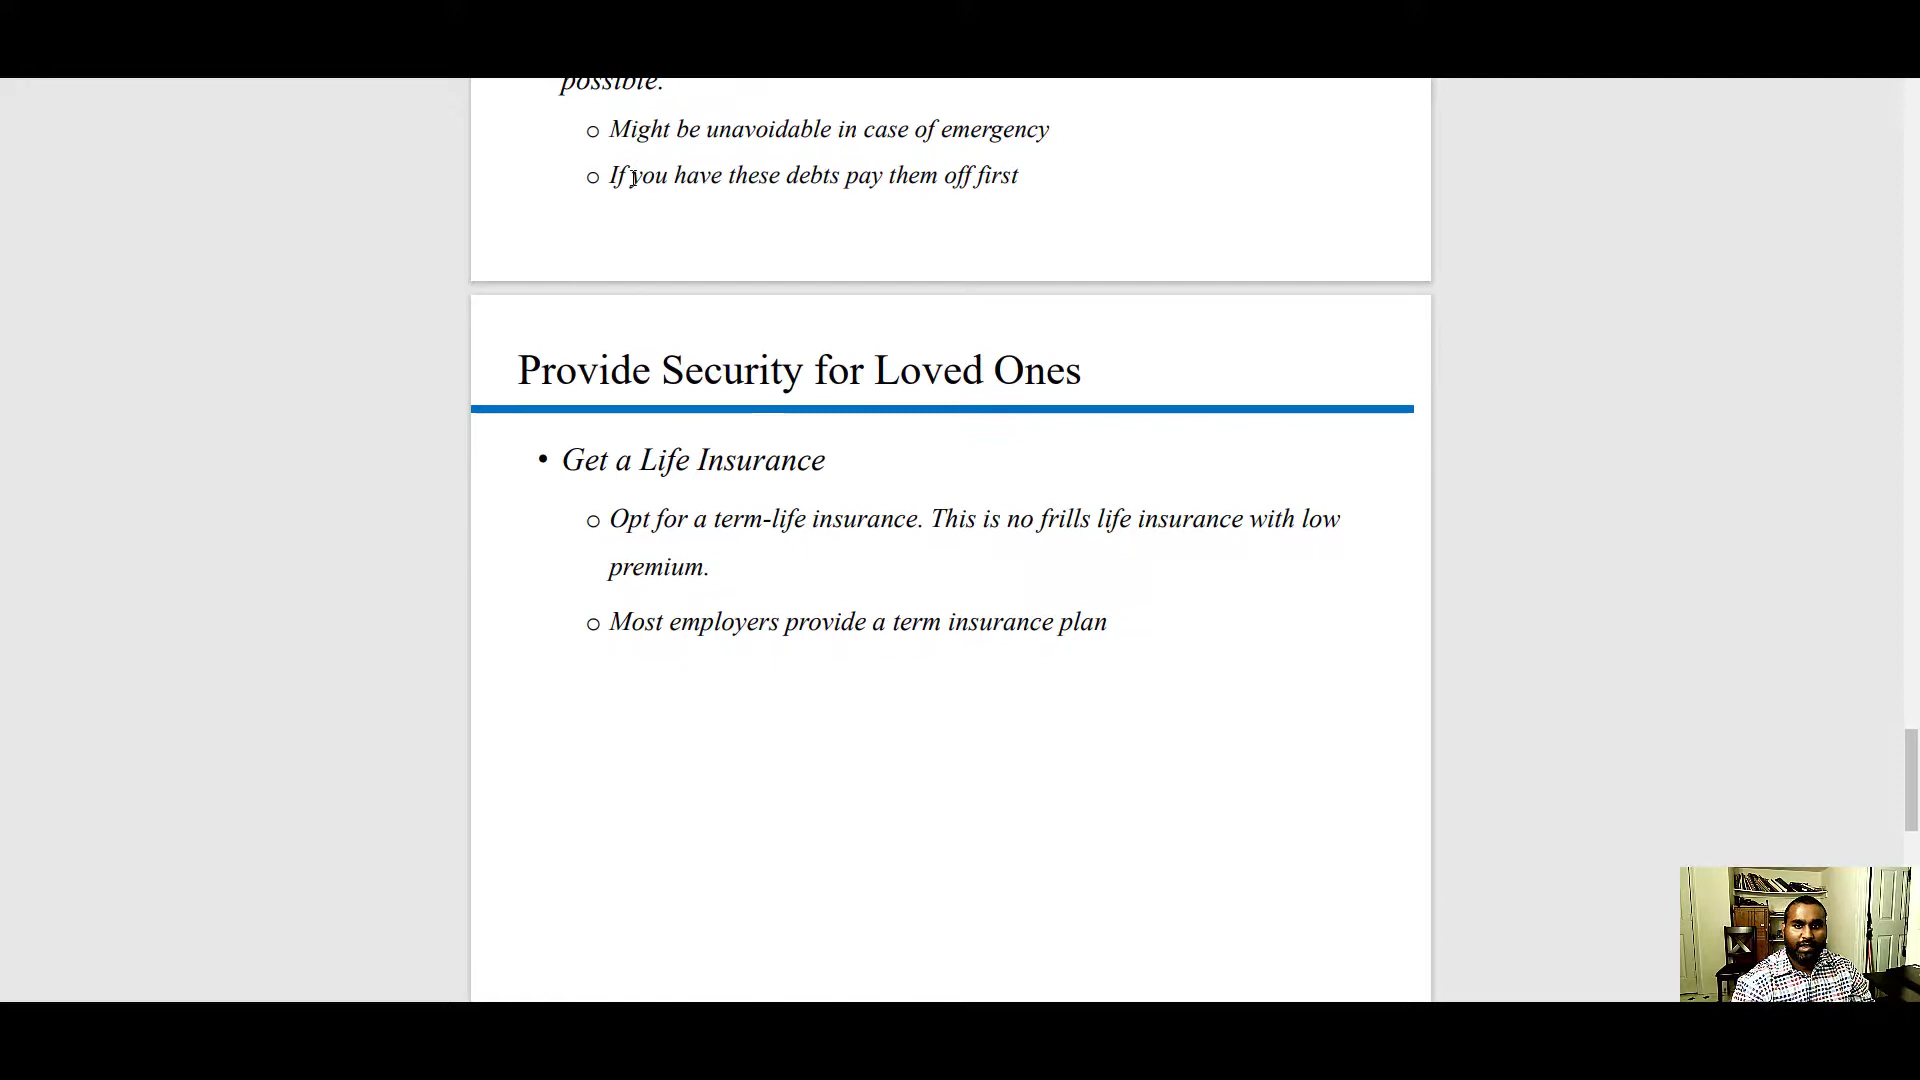 possible.
o Might be unavoidable in case of emergency
o If you have these debts pay them off first
Provide Security for Loved Ones
• Get a Life Insurance
o Opt for a term-life insurance. This is no frills life insurance with low
premium.
o Most employers provide a term insurance plan